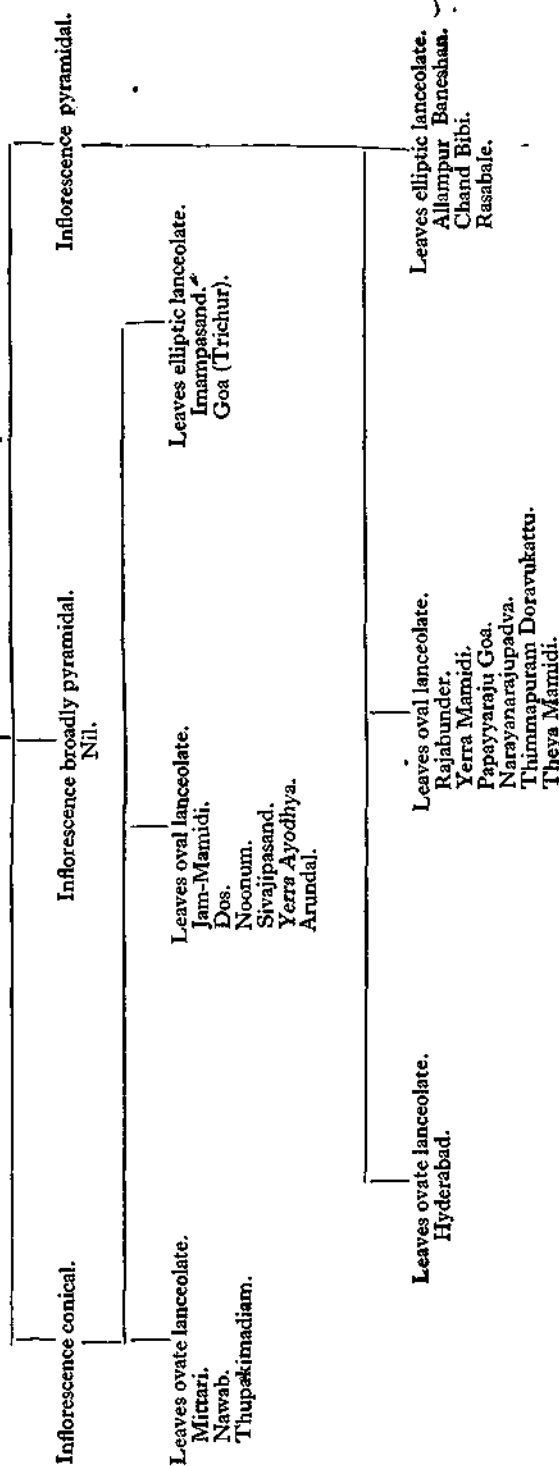 Inflorescence conical.
Inflorescence broadly pyramidal.
Nil.
Inflorescence pyramidal.
Leaves ovate lanceolate.
Mittari.
Nawab.
Thupakimadiam.
Leaves oval lanceolate.
Jam-Mamidi.
Dos.
Noonum.
Sivajipasand.
Yerra Ayodhya.
Arundal.
Leaves elliptic lanceolate.
Imampasand.
Goa (Trichur).
Leaves ovate lanceolate.
Hyderabad.
Leaves oval lanceolate.
Rajabunder.
Yerra Mamidi.
Papayyaraju Goa.
Narayanarajupadva.
Thimmapuram Doravukattu.
Theya Mamidi.
Leaves elliptic lanceolate.
Allampur Baneshan.
Chand Bibi.
Rasabale.